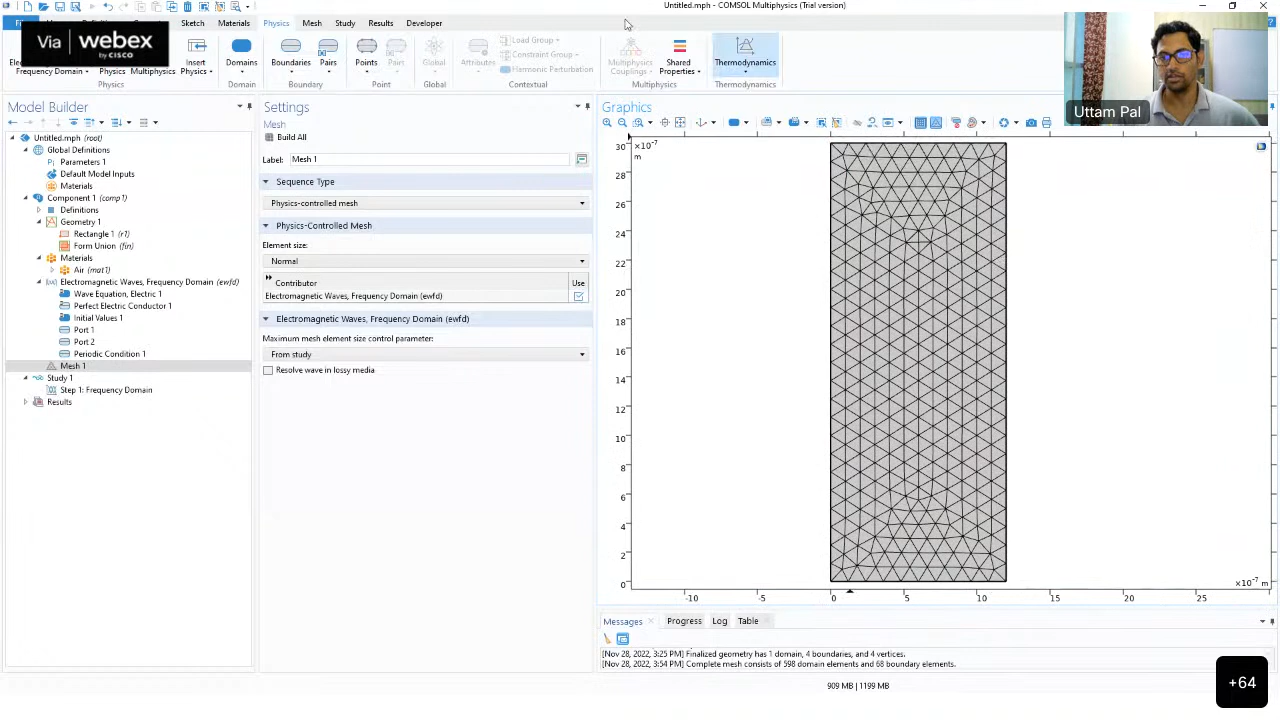 Untitled.mph - COMSOL Multiphysics (Trial version)
Sketch Materials Physics Mesh Study Results Developer
Via webex
by CISCO
Frequency Domain
Physics
Multiphysics
Insert
Physics
Domains
Boundaries
Pairs
Points
Pairs
Global
Attributes
Load Group
Constraint Group
Harmonic Perturbation
Multiphysics
Couplings
Shared
Properties
Thermodynamics
Physics
Domain
Boundary
Point
Global
Contextual
Multiphysics
Thermodynamics
Uttam Pal
Model Builder
Untitled.mph (root)
Global Definitions
Parameters 1
Default Model Inputs
Materials
Component 1 (comp1)
Definitions
Geometry 1
Rectangle 1 (r1)
Form Union (fin)
Materials
Air (mat1)
Electromagnetic Waves, Frequency Domain (ewfd)
Wave Equation, Electric 1
Perfect Electric Conductor 1
Initial Values 1
Port 1
Port 2
Periodic Condition 1
Mesh 1
Study 1
Step 1: Frequency Domain
Results
Settings
Mesh
Build All
Label: Mesh 1
Sequence Type
Physics-controlled mesh
Physics-Controlled Mesh
Element size:
Normal
Contributor Use
Electromagnetic Waves, Frequency Domain (ewfd)
Electromagnetic Waves, Frequency Domain (ewfd)
Maximum mesh element size control parameter:
From study
Resolve wave in lossy media
Graphics
×10⁻⁷
m
30
28
26
24
22
20
18
16
14
12
10
8
6
4
2
0
×10⁻⁷ m
-10 -5 0 5 10 15 20 25
Messages Progress Log Table
[Nov 28, 2022, 3:25 PM] Finalized geometry has 1 domain, 4 boundaries, and 4 vertices.
[Nov 28, 2022, 3:54 PM] Complete mesh consists of 598 domain elements and 68 boundary elements.
909 MB | 1199 MB
+64